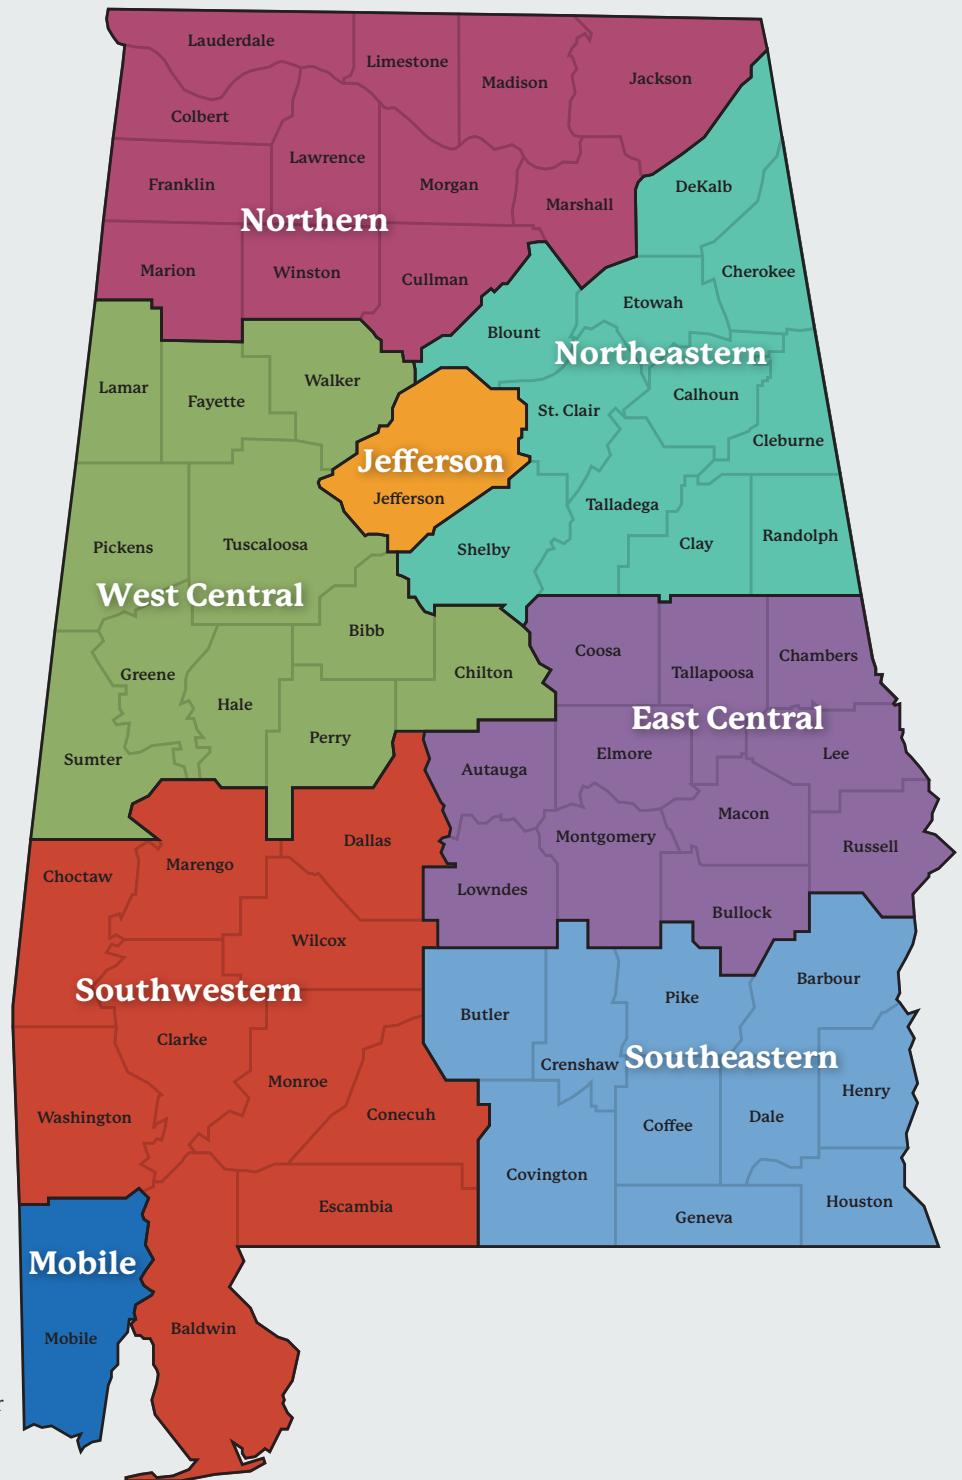 Lauderdale
Limestone
Madison
Jackson
Colbert
Lawrence
Franklin
Morgan
DeKalb
Marshall
Northern
Marion
Winston
Cullman
Cherokee
Etowah
Blount
Northeastern
Lamar
Walker
Fayette
Calhoun
St. Clair
Cleburne
Jefferson
Jefferson
Talladega
Randolph
Pickens
Tuscaloosa
Shelby
Clay
West Central
Bibb
Coosa
Chambers
Greene
Chilton
Tallapoosa
Hale
East Central
Perry
Sumter
Autauga
Elmore
Lee
Macon
Dallas
Montgomery
Russell
Choctaw
Marengo
Lowndes
Bullock
Wilcox
Southwestern
Barbour
Pike
Butler
Clarke
Crenshaw
Southeastern
Monroe
Henry
Washington
Conecuh
Coffee
Dale
Covington
Escambia
Geneva
Houston
Mobile
Mobile
Baldwin
r